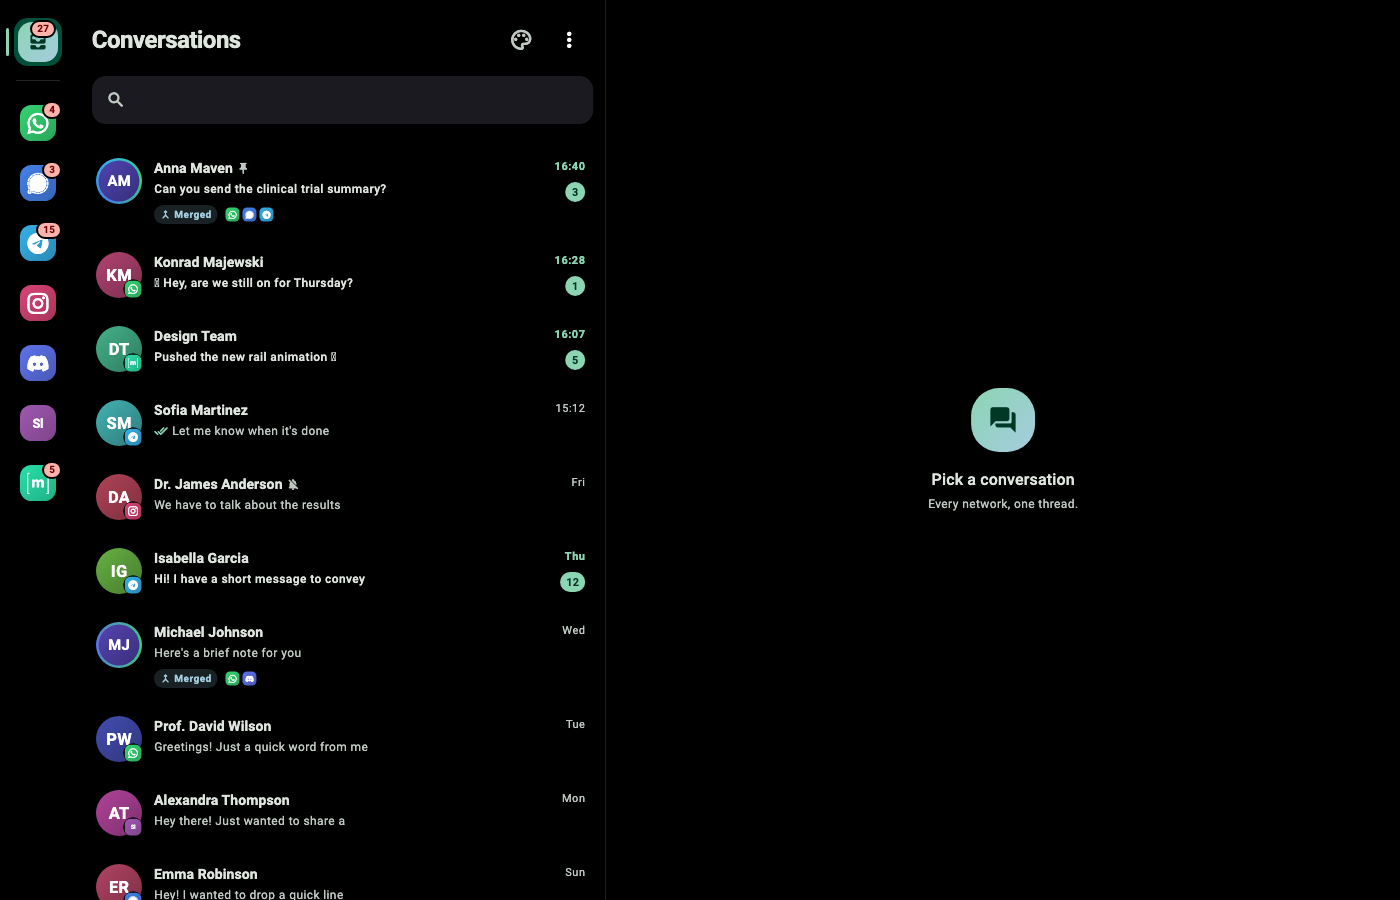 27
Conversations
4
3
15
Sl
[m]
5
AM
Anna Maven
16:40
Can you send the clinical trial summary?
3
Merged
KM
Konrad Majewski
16:28
Hey, are we still on for Thursday?
1
DT
[m]
Design Team
16:07
Pushed the new rail animation
5
SM
Sofia Martinez
15:12
Let me know when it's done
DA
Dr. James Anderson
Fri
We have to talk about the results
IG
Isabella Garcia
Thu
Hi! I have a short message to convey
12
MJ
Michael Johnson
Wed
Here's a brief note for you
Merged
PW
Prof. David Wilson
Tue
Greetings! Just a quick word from me
AT
Sl
Alexandra Thompson
Mon
Hey there! Just wanted to share a
ER
Emma Robinson
Sun
Hey! I wanted to drop a quick line
Pick a conversation
Every network, one thread.